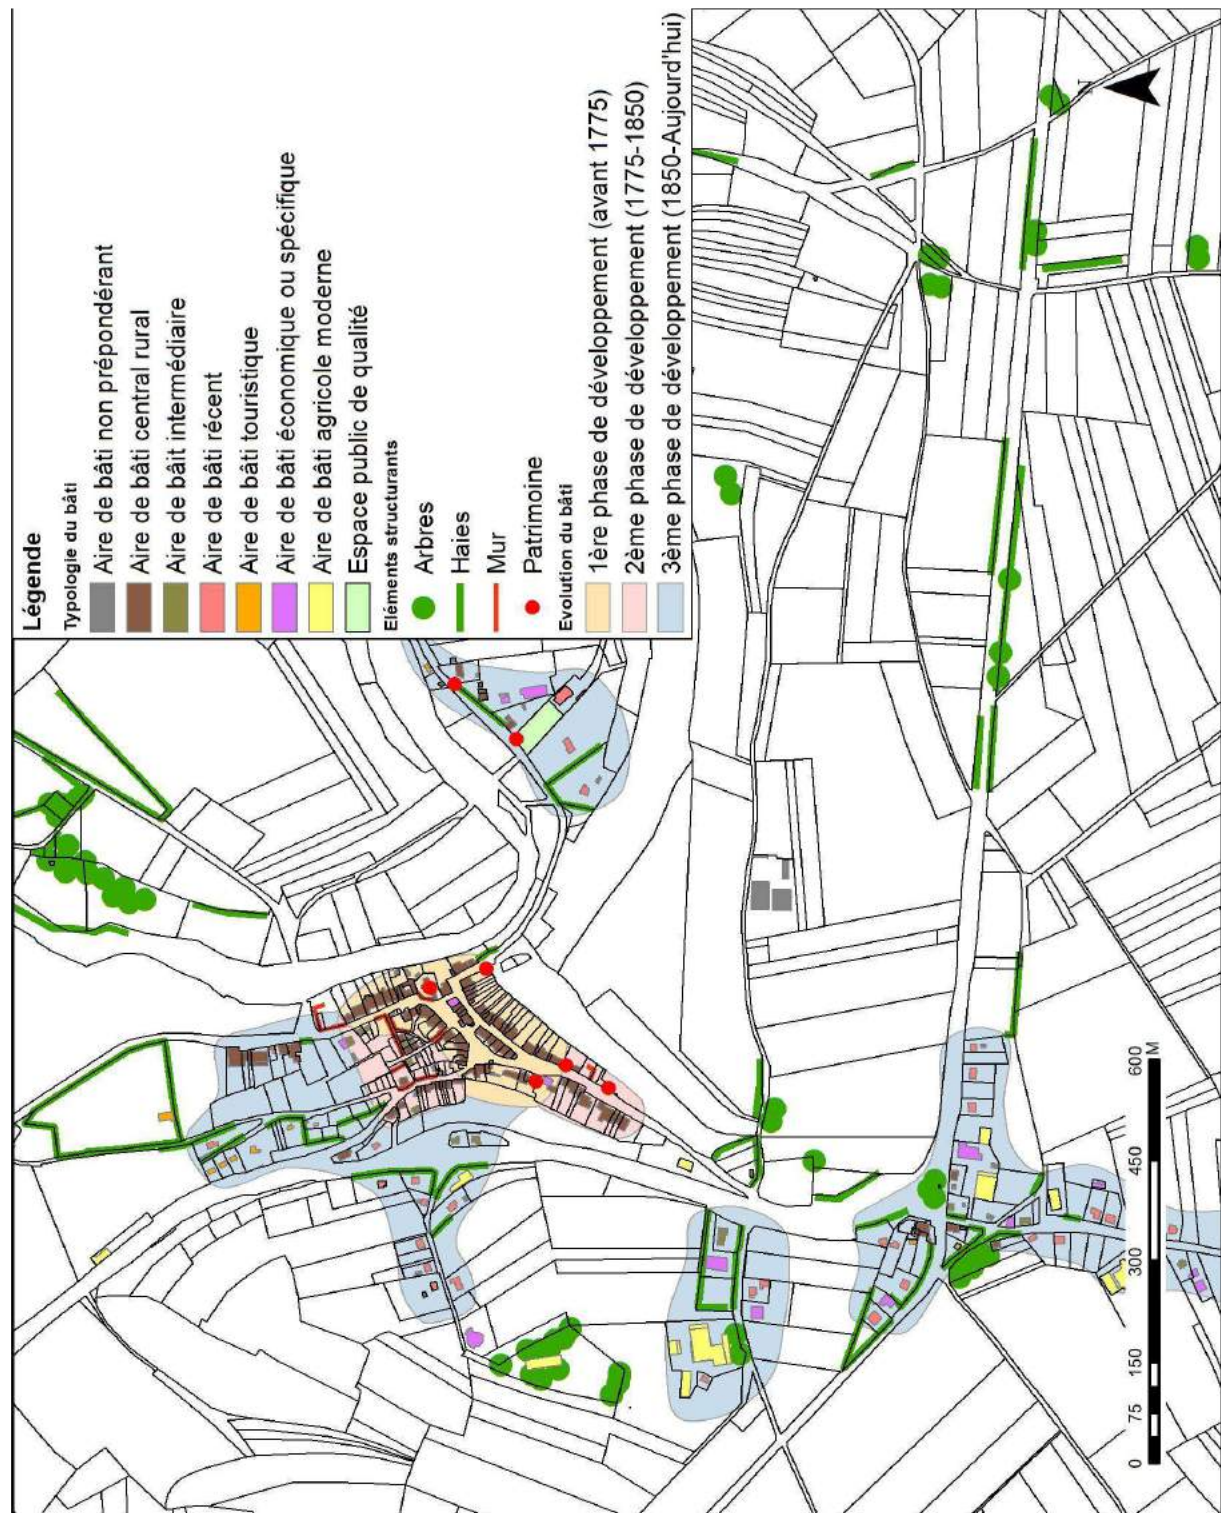 Légende
Typologie du bâti
Aire de bâti non prépondérant
Aire de bâti central rural
Aire de bâit intermédiaire
Aire de bâti récent
Aire de bâti touristique
Aire de bâti économique ou spécifique
Aire de bâti agricole moderne
Espace public de qualité
Eléments structurants
Arbres
Haies
Mur
Patrimoine
Evolution du bâti
1ère phase de développement (avant 1775)
2ème phase de développement (1775-1850)
3ème phase de développement (1850-Aujourd'hui)
N
0 75 150 300 450 600
M